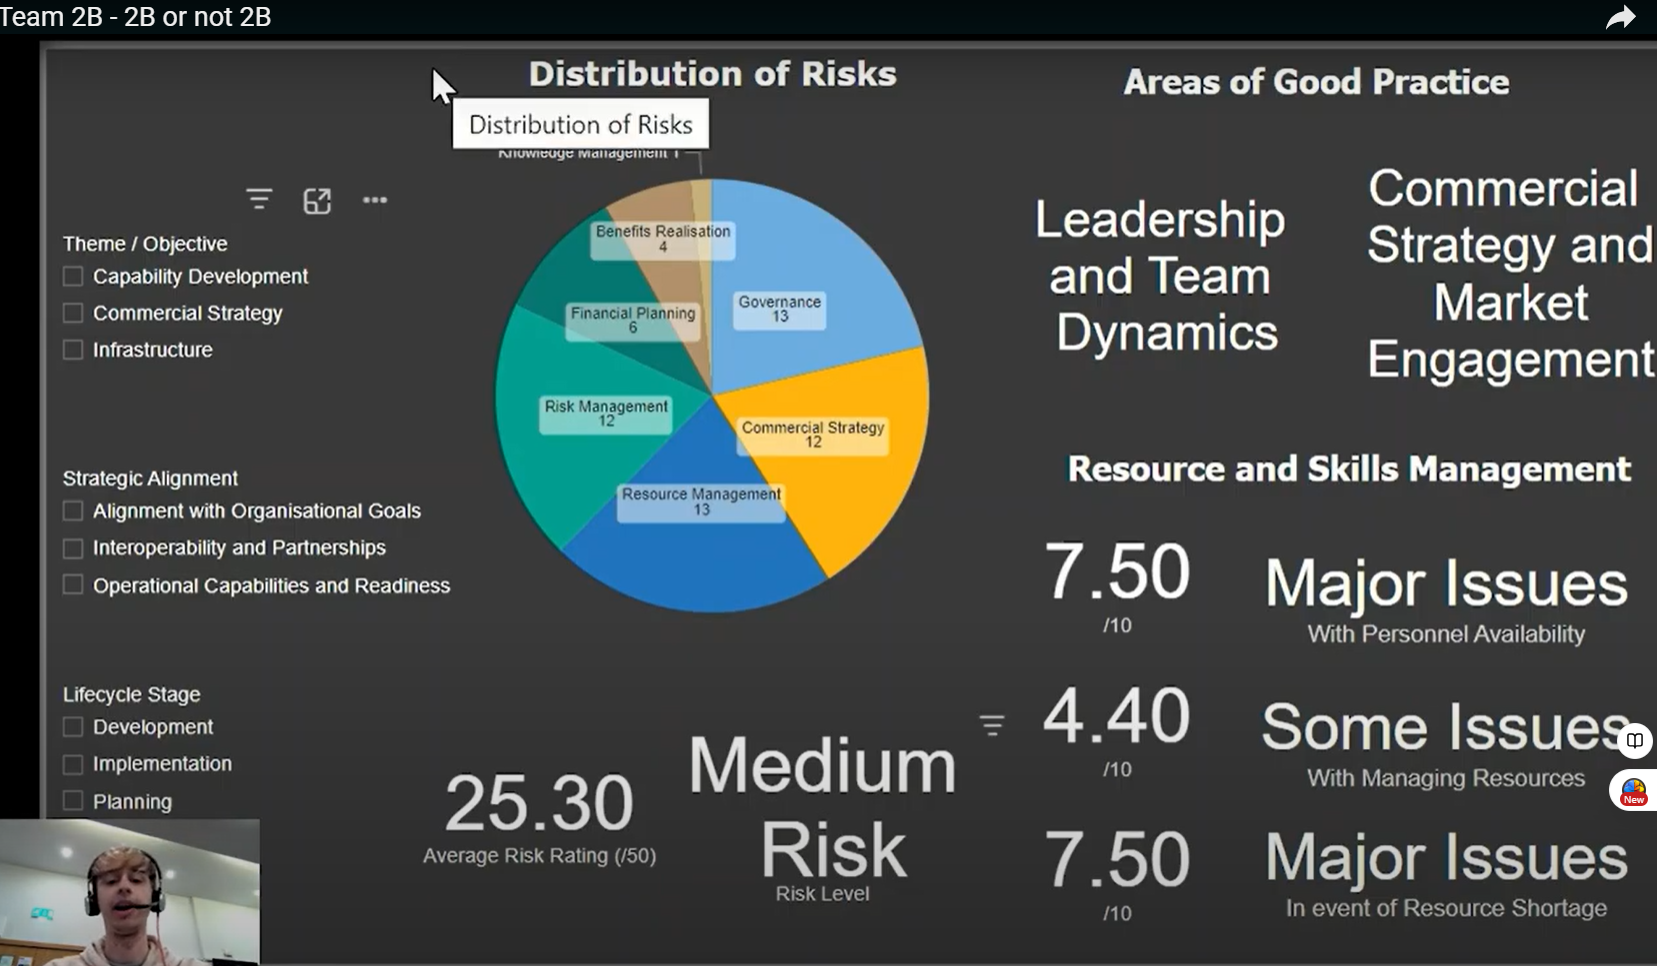 Team 2B - 2B or not 2B
Distribution of Risks
Distribution of Risks
Knowledge Management 1
Benefits Realisation
4
Governance
13
Financial Planning
6
Risk Management
12
Commercial Strategy
12
Resource Management
13
Theme / Objective
Capability Development
Commercial Strategy
Infrastructure
Strategic Alignment
Alignment with Organisational Goals
Interoperability and Partnerships
Operational Capabilities and Readiness
Lifecycle Stage
Development
Implementation
Planning
25.30
Average Risk Rating (/50)
Medium
Risk
Risk Level
Areas of Good Practice
Leadership
and Team
Dynamics
Commercial
Strategy and
Market
Engagement
Resource and Skills Management
7.50
/10
Major Issues
With Personnel Availability
4.40
/10
Some Issues
With Managing Resources
7.50
/10
Major Issues
In event of Resource Shortage
New